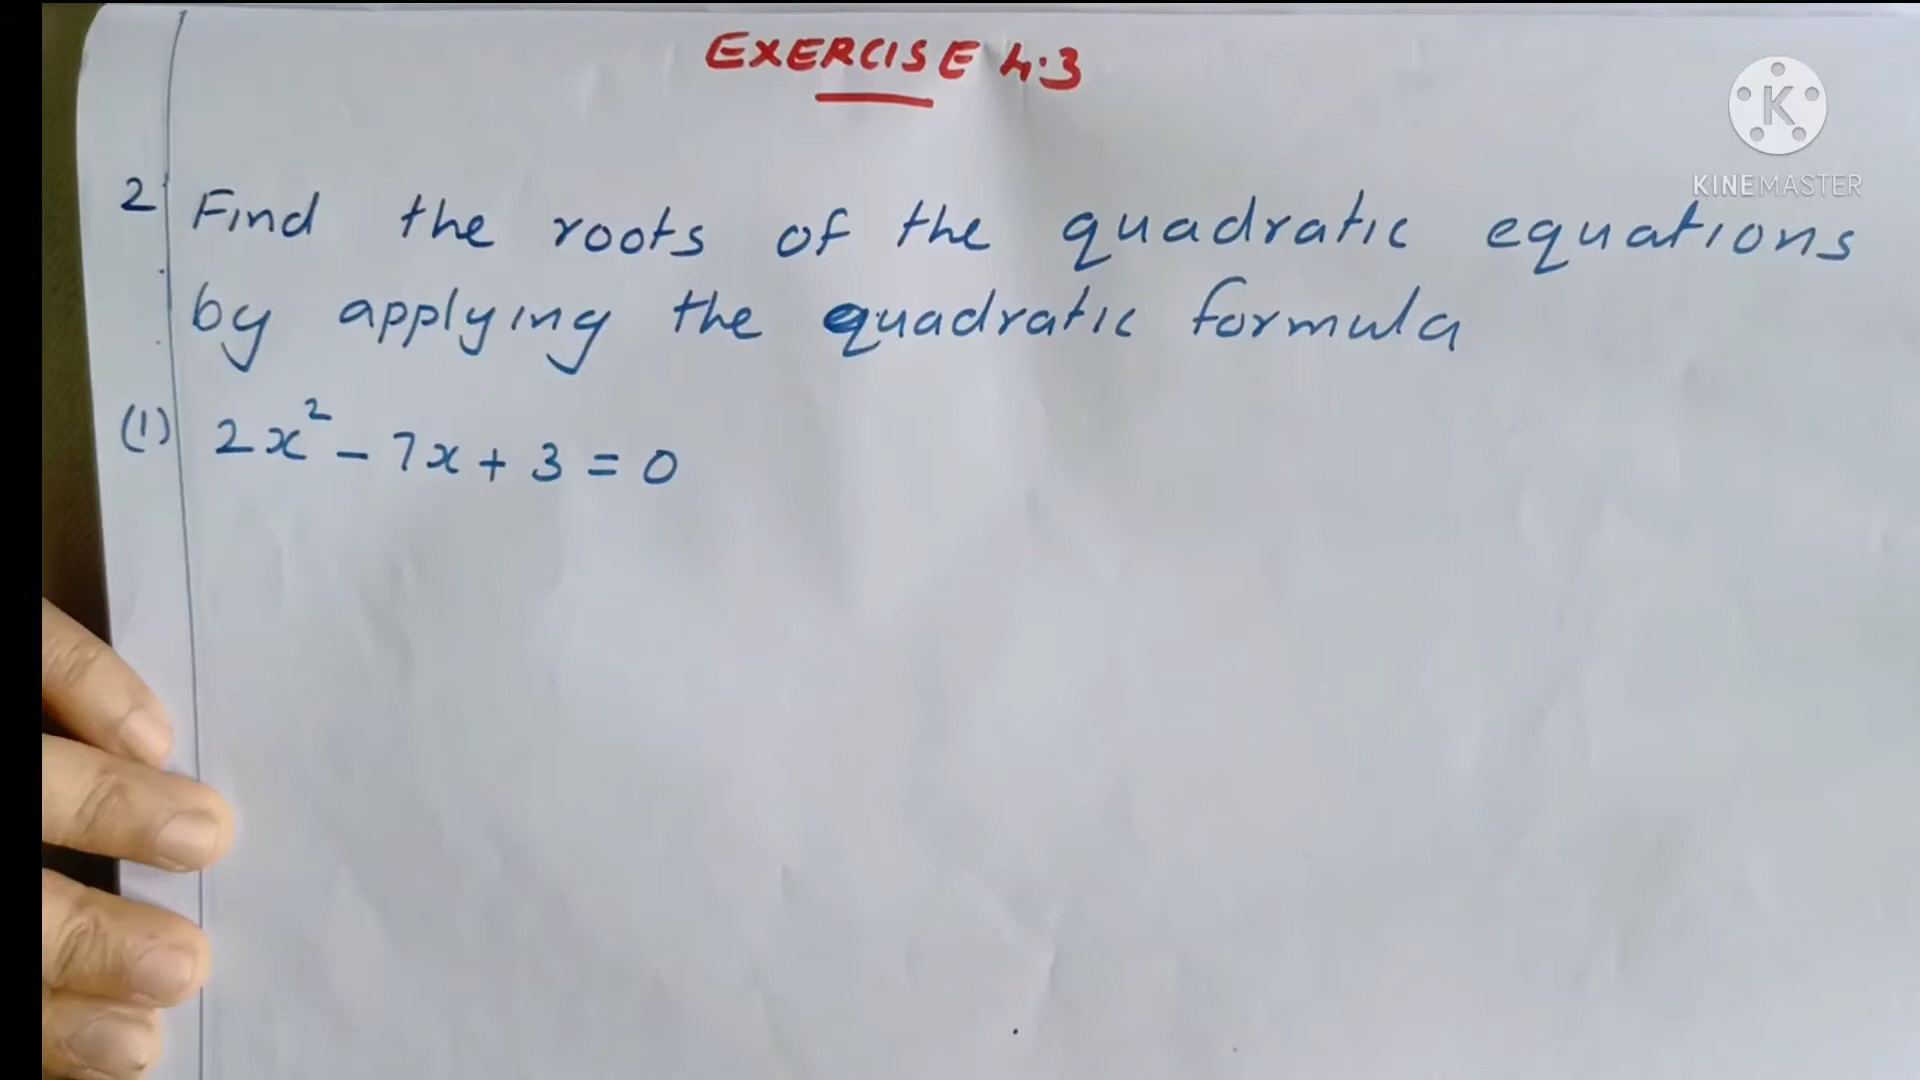 EXERCISE 4.3
K
KINEMASTER
2 Find the roots of the quadratic equations
by applying the quadratic formula
(1) 2x² - 7x + 3 = 0